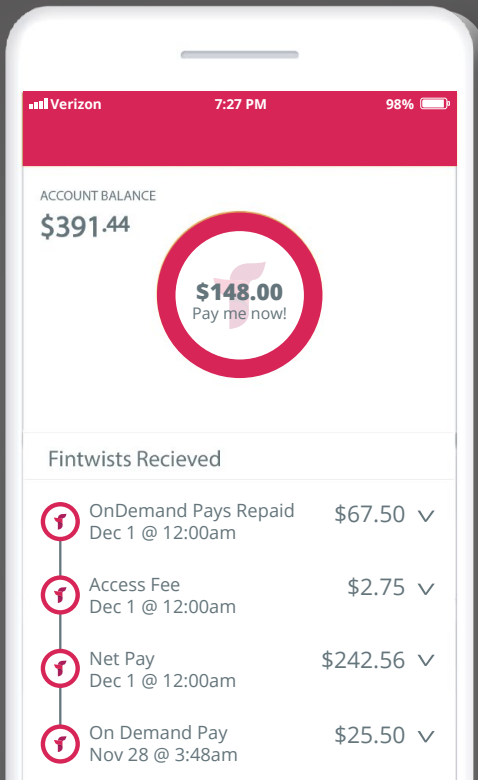 Verizon 7:27 PM 98%
ACCOUNT BALANCE
$391.44
$148.00
Pay me now!
Fintwists Recieved
OnDemand Pays Repaid $67.50
Dec 1 @ 12:00am
Access Fee $2.75
Dec 1 @ 12:00am
Net Pay $242.56
Dec 1 @ 12:00am
On Demand Pay $25.50
Nov 28 @ 3:48am